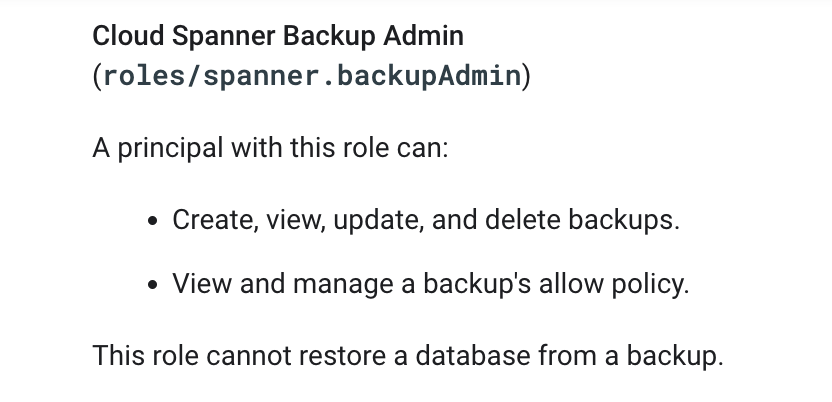 Cloud Spanner Backup Admin
(roles/spanner.backupAdmin)
A principal with this role can:
• Create, view, update, and delete backups.
• View and manage a backup's allow policy.
This role cannot restore a database from a backup.